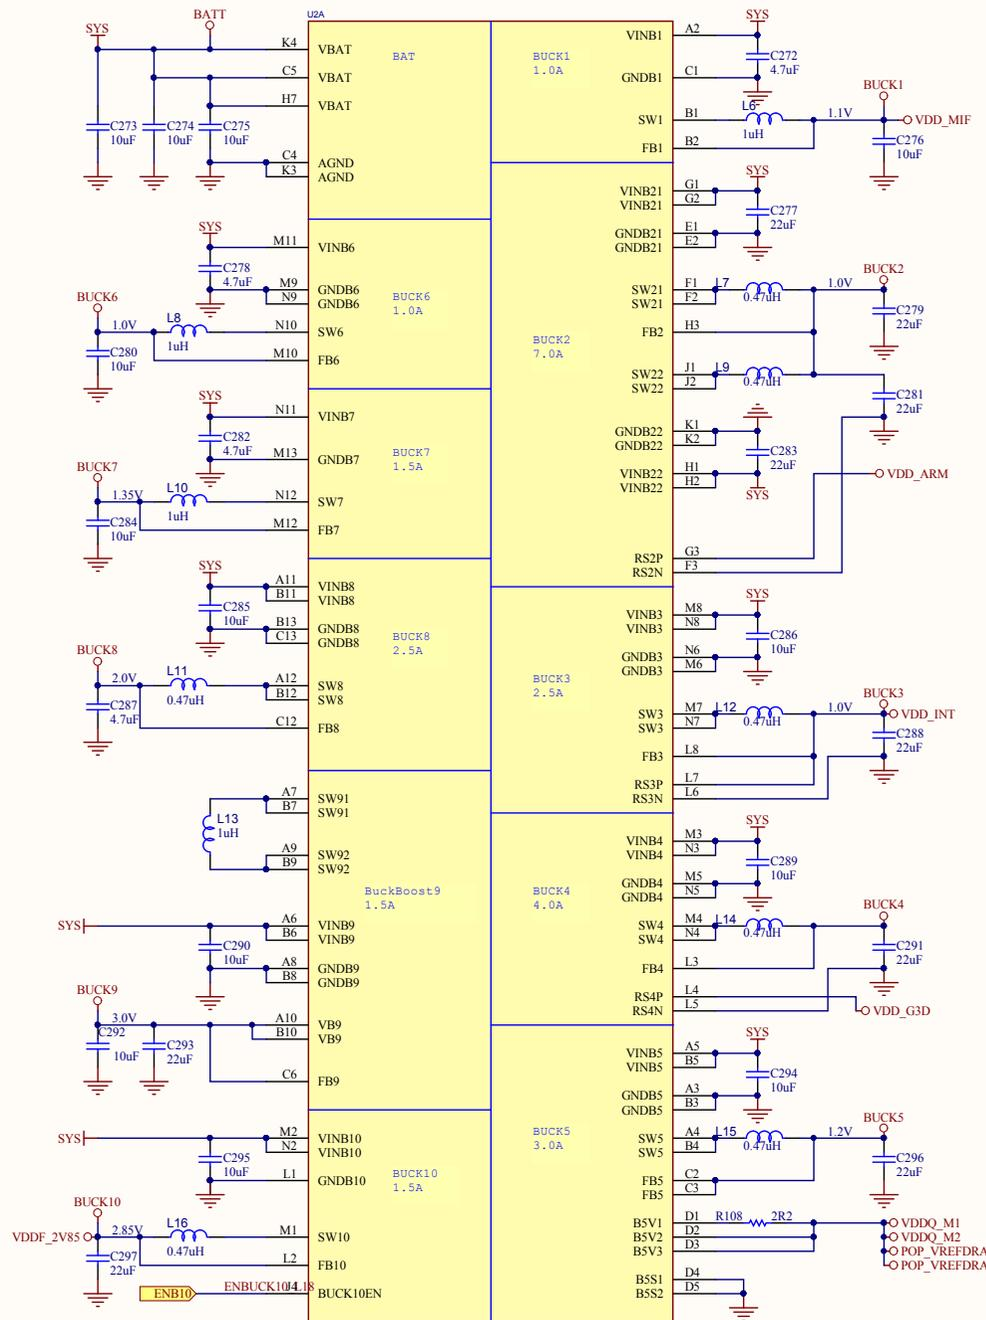 U2A
BATT
SYS
K4 VBAT
C5 VBAT
H7 VBAT
C273 10uF
C274 10uF
C275 10uF
C4 AGND
K3 AGND
BAT
SYS
M11 VINB6
C278 4.7uF
M9 GNDB6
N9 GNDB6
BUCK6
1.0V
L8
1uH
N10 SW6
C280 10uF
M10 FB6
BUCK6
1.0A
SYS
N11 VINB7
C282 4.7uF
M13 GNDB7
BUCK7
1.35V
L10
1uH
N12 SW7
C284 10uF
M12 FB7
BUCK7
1.5A
SYS
A11 VINB8
B11 VINB8
C285 10uF
B13 GNDB8
C13 GNDB8
BUCK8
2.0V
L11
0.47uH
A12 SW8
B12 SW8
C287 4.7uF
C12 FB8
BUCK8
2.5A
A7 SW91
B7 SW91
L13
1uH
A9 SW92
B9 SW92
BuckBoost9
1.5A
SYS
A6 VINB9
B6 VINB9
C290 10uF
A8 GNDB9
B8 GNDB9
BUCK9
3.0V
A10 VB9
B10 VB9
C292 10uF
C293 22uF
C6 FB9
SYS
M2 VINB10
N2 VINB10
C295 10uF
L1 GNDB10
BUCK10
1.5A
BUCK10
VDDF_2V85
2.85V
L16
0.47uH
M1 SW10
C297 22uF
L2 FB10
ENB10
ENBUCK10
L18
J4 BUCK10EN
BUCK1
1.0A
VINB1 A2
SYS
C272 4.7uF
GNDB1 C1
SW1 B1
L6
1uH
1.1V
BUCK1
VDD_MIF
FB1 B2
C276 10uF
BUCK2
7.0A
VINB21 G1
VINB21 G2
SYS
C277 22uF
GNDB21 E1
GNDB21 E2
SW21 F1
SW21 F2
L7
0.47uH
1.0V
BUCK2
C279 22uF
FB2 H3
SW22 J1
SW22 J2
L9
0.47uH
C281 22uF
GNDB22 K1
GNDB22 K2
C283 22uF
VINB22 H1
VINB22 H2
SYS
VDD_ARM
RS2P G3
RS2N F3
BUCK3
2.5A
VINB3 M8
VINB3 N8
SYS
C286 10uF
GNDB3 N6
GNDB3 M6
SW3 M7
SW3 N7
L12
0.47uH
1.0V
BUCK3
VDD_INT
C288 22uF
FB3 L8
RS3P L7
RS3N L6
BUCK4
4.0A
VINB4 M3
VINB4 N3
SYS
C289 10uF
GNDB4 M5
GNDB4 N5
SW4 M4
SW4 N4
L14
0.47uH
BUCK4
C291 22uF
FB4 L3
RS4P L4
RS4N L5
VDD_G3D
BUCK5
3.0A
VINB5 A5
VINB5 B5
SYS
C294 10uF
GNDB5 A3
GNDB5 B3
SW5 A4
SW5 B4
L15
0.47uH
1.2V
BUCK5
C296 22uF
FB5 C2
FB5 C3
B5V1 D1
R108 2R2
VDDQ_M1
B5V2 D2
VDDQ_M2
B5V3 D3
POP_VREFDRA
POP_VREFDRA
B5S1 D4
B5S2 D5